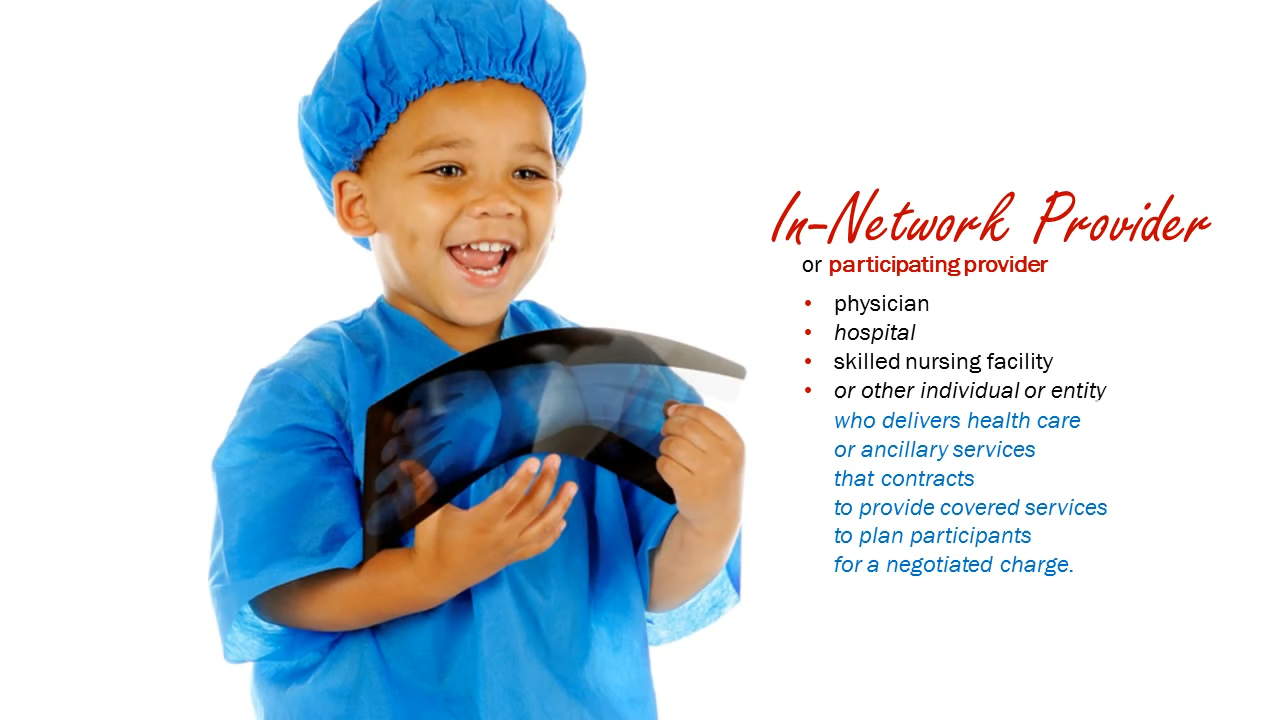 In-Network Provider
or participating provider
• physician
• hospital
• skilled nursing facility
• or other individual or entity
who delivers health care
or ancillary services
that contracts
to provide covered services
to plan participants
for a negotiated charge.